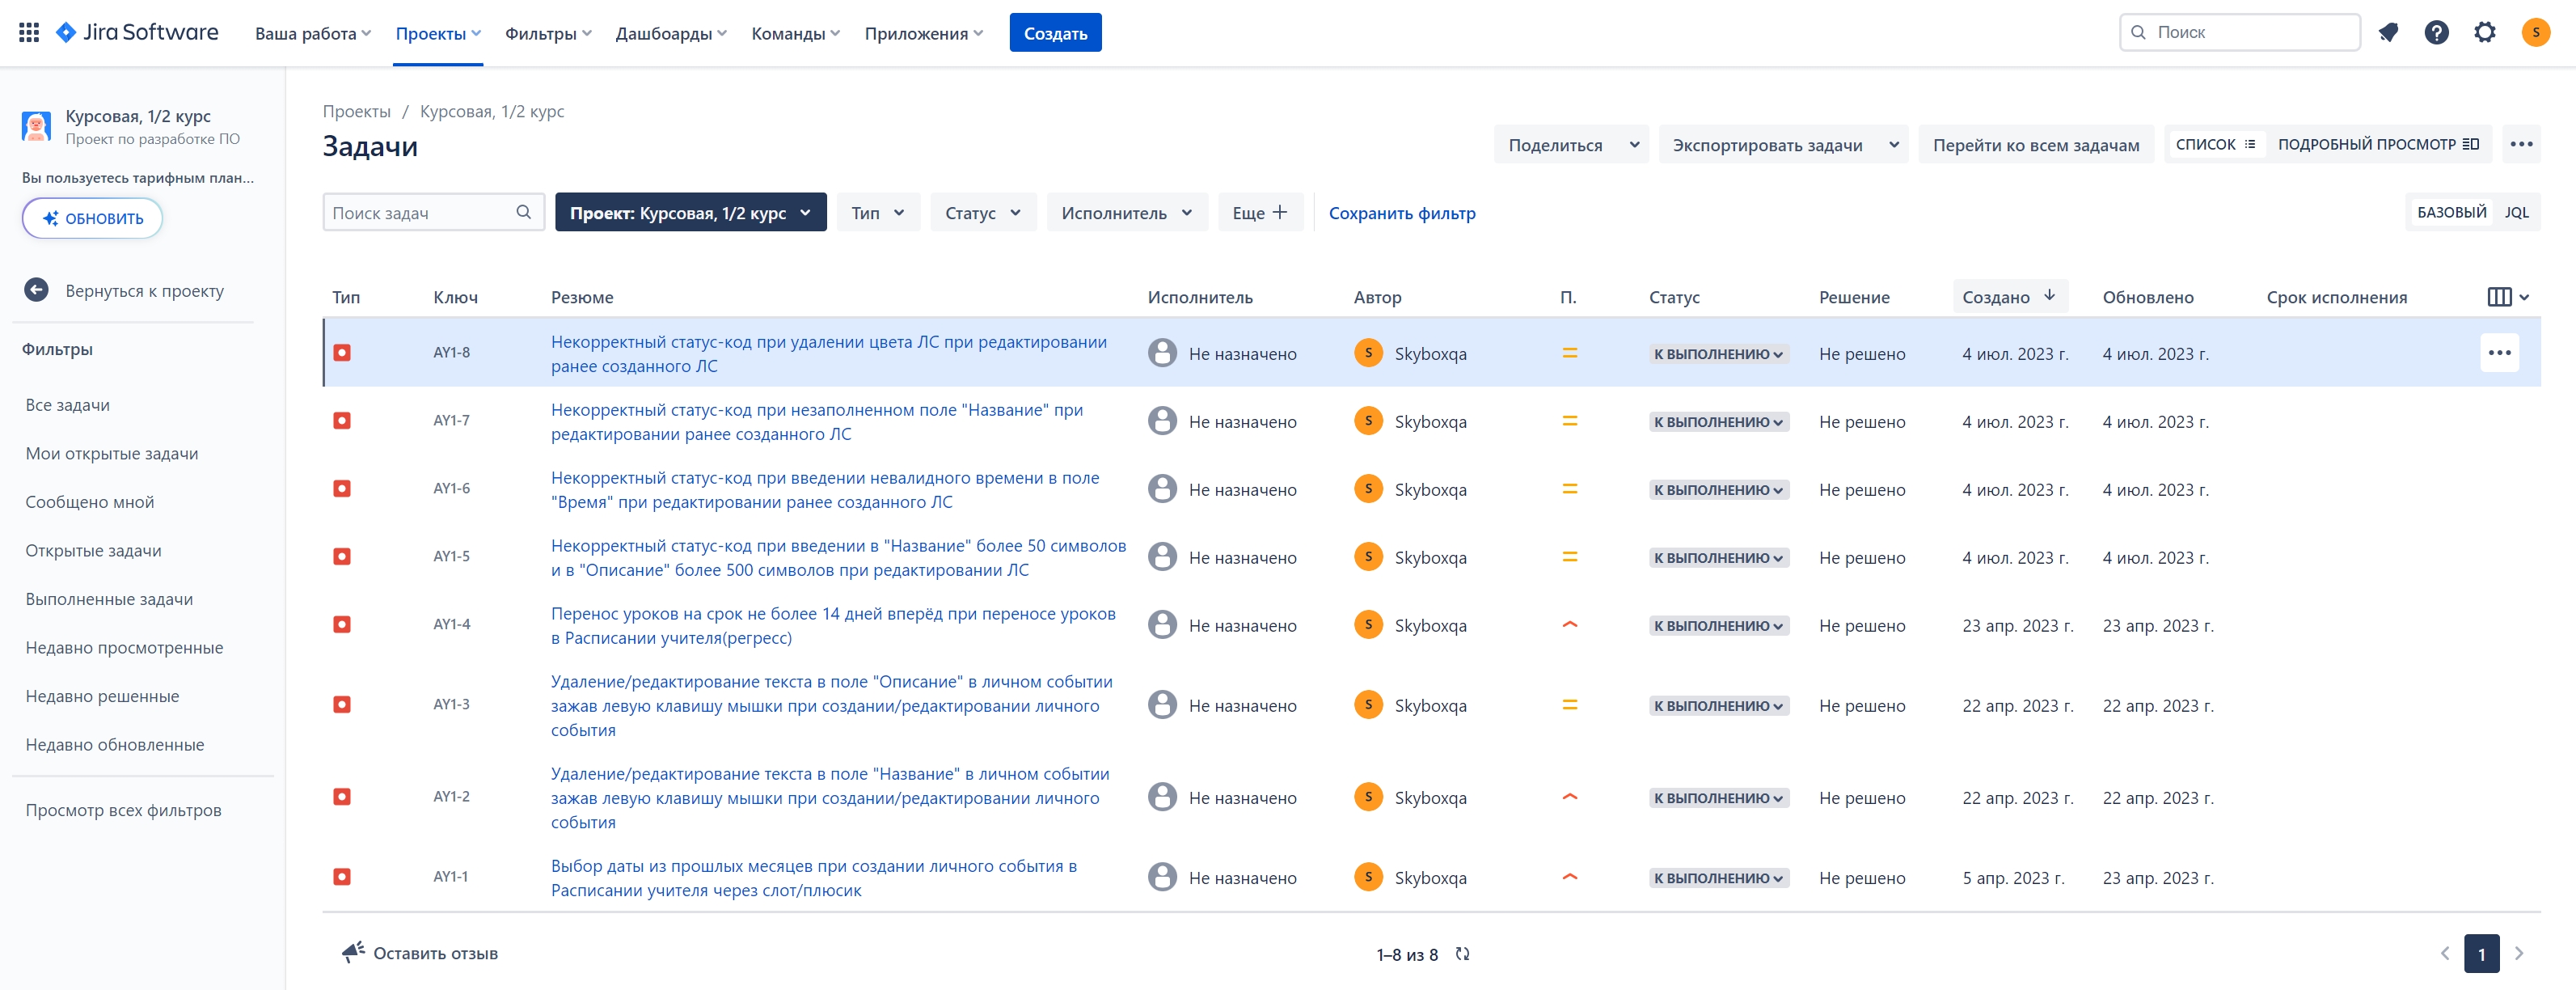 Jira Software
Ваша работа
Проекты
Фильтры
Дашбоарды
Команды
Приложения
Создать
Поиск
S
Курсовая, 1/2 курс
Проект по разработке ПО
Вы пользуетесь тарифным план...
ОБНОВИТЬ
Вернуться к проекту
Фильтры
Все задачи
Мои открытые задачи
Сообщено мной
Открытые задачи
Выполненные задачи
Недавно просмотренные
Недавно решенные
Недавно обновленные
Просмотр всех фильтров
Проекты / Курсовая, 1/2 курс
Задачи
Поделиться
Экспортировать задачи
Перейти ко всем задачам
СПИСОК
ПОДРОБНЫЙ ПРОСМОТР
Поиск задач
Проект: Курсовая, 1/2 курс
Тип
Статус
Исполнитель
Еще
Сохранить фильтр
БАЗОВЫЙ
JQL
Тип Ключ Резюме Исполнитель Автор П. Статус Решение Создано Обновлено Срок исполнения
AY1-8
Некорректный статус-код при удалении цвета ЛС при редактировании
ранее созданного ЛС
Не назначено S Skyboxqa К ВЫПОЛНЕНИЮ Не решено 4 июл. 2023 г. 4 июл. 2023 г.
AY1-7
Некорректный статус-код при незаполненном поле "Название" при
редактировании ранее созданного ЛС
Не назначено S Skyboxqa К ВЫПОЛНЕНИЮ Не решено 4 июл. 2023 г. 4 июл. 2023 г.
AY1-6
Некорректный статус-код при введении невалидного времени в поле
"Время" при редактировании ранее созданного ЛС
Не назначено S Skyboxqa К ВЫПОЛНЕНИЮ Не решено 4 июл. 2023 г. 4 июл. 2023 г.
AY1-5
Некорректный статус-код при введении в "Название" более 50 символов
и в "Описание" более 500 символов при редактировании ЛС
Не назначено S Skyboxqa К ВЫПОЛНЕНИЮ Не решено 4 июл. 2023 г. 4 июл. 2023 г.
AY1-4
Перенос уроков на срок не более 14 дней вперёд при переносе уроков
в Расписании учителя(регресс)
Не назначено S Skyboxqa К ВЫПОЛНЕНИЮ Не решено 23 апр. 2023 г. 23 апр. 2023 г.
AY1-3
Удаление/редактирование текста в поле "Описание" в личном событии
зажав левую клавишу мышки при создании/редактировании личного
события
Не назначено S Skyboxqa К ВЫПОЛНЕНИЮ Не решено 22 апр. 2023 г. 22 апр. 2023 г.
AY1-2
Удаление/редактирование текста в поле "Название" в личном событии
зажав левую клавишу мышки при создании/редактировании личного
события
Не назначено S Skyboxqa К ВЫПОЛНЕНИЮ Не решено 22 апр. 2023 г. 22 апр. 2023 г.
AY1-1
Выбор даты из прошлых месяцев при создании личного события в
Расписании учителя через слот/плюсик
Не назначено S Skyboxqa К ВЫПОЛНЕНИЮ Не решено 5 апр. 2023 г. 23 апр. 2023 г.
Оставить отзыв
1–8 из 8
1